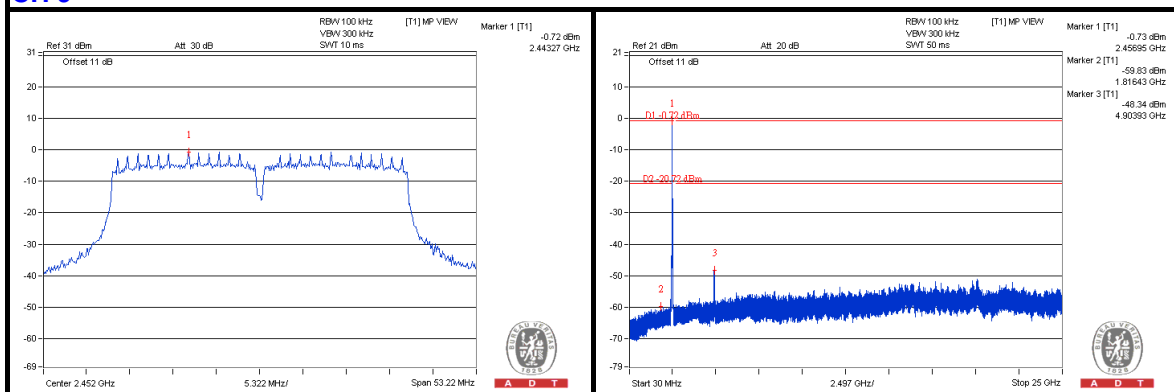 RBW 100 kHz [T1] MP VIEW
VBW 300 kHz
Ref 31 dBm Att 30 dB SWT 10 ms
Marker 1 [T1]
-0.72 dBm
2.44327 GHz
Offset 11 dB
31
20
10
0
-10
-20
-30
-40
-50
-60
-69
1
Center 2.452 GHz 5.322 MHz/ Span 53.22 MHz
BUREAU VERITAS
1828
A D T
RBW 100 kHz [T1] MP VIEW
VBW 300 kHz
Ref 21 dBm Att 20 dB SWT 50 ms
Marker 1 [T1]
-0.73 dBm
2.45695 GHz
Marker 2 [T1]
-59.83 dBm
1.81643 GHz
Marker 3 [T1]
-48.34 dBm
4.90393 GHz
Offset 11 dB
21
10
0
-10
-20
-30
-40
-50
-60
-70
-79
1
D1 -0.72 dBm
D2 -20.72 dBm
3
2
Start 30 MHz 2.497 GHz/ Stop 25 GHz
BUREAU VERITAS
1828
A D T